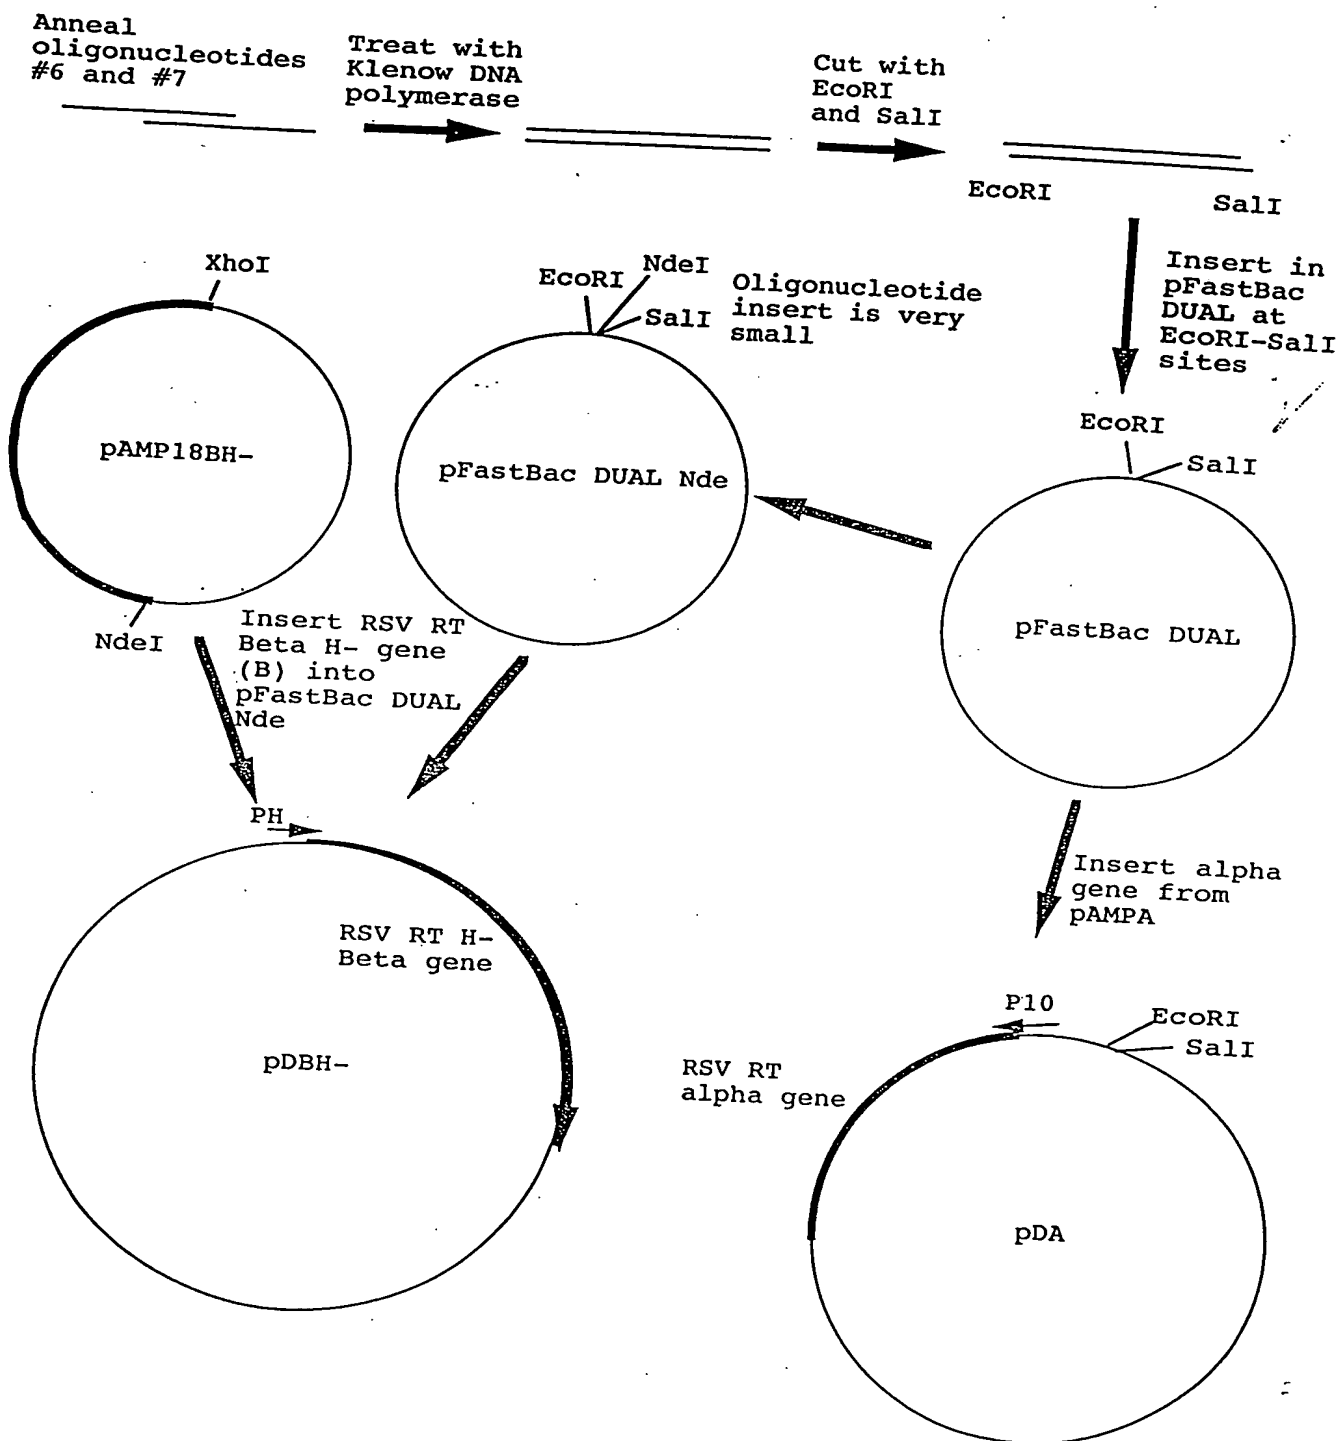 Anneal
oligonucleotides
#6 and #7
Treat with
Klenow DNA
polymerase
Cut with
EcoRI
and SalI
EcoRI
SalI
XhoI
pAMP18BH-
NdeI
EcoRI
NdeI
SalI
Oligonucleotide
insert is very
small
pFastBac DUAL Nde
Insert in
pFastBac
DUAL at
EcoRI-SalI
sites
EcoRI
SalI
pFastBac DUAL
Insert RSV RT
Beta H- gene
(B) into
pFastBac DUAL
Nde
PH
RSV RT H-
Beta gene
pDBH-
Insert alpha
gene from
pAMPA
P10
EcoRI
SalI
RSV RT
alpha gene
pDA